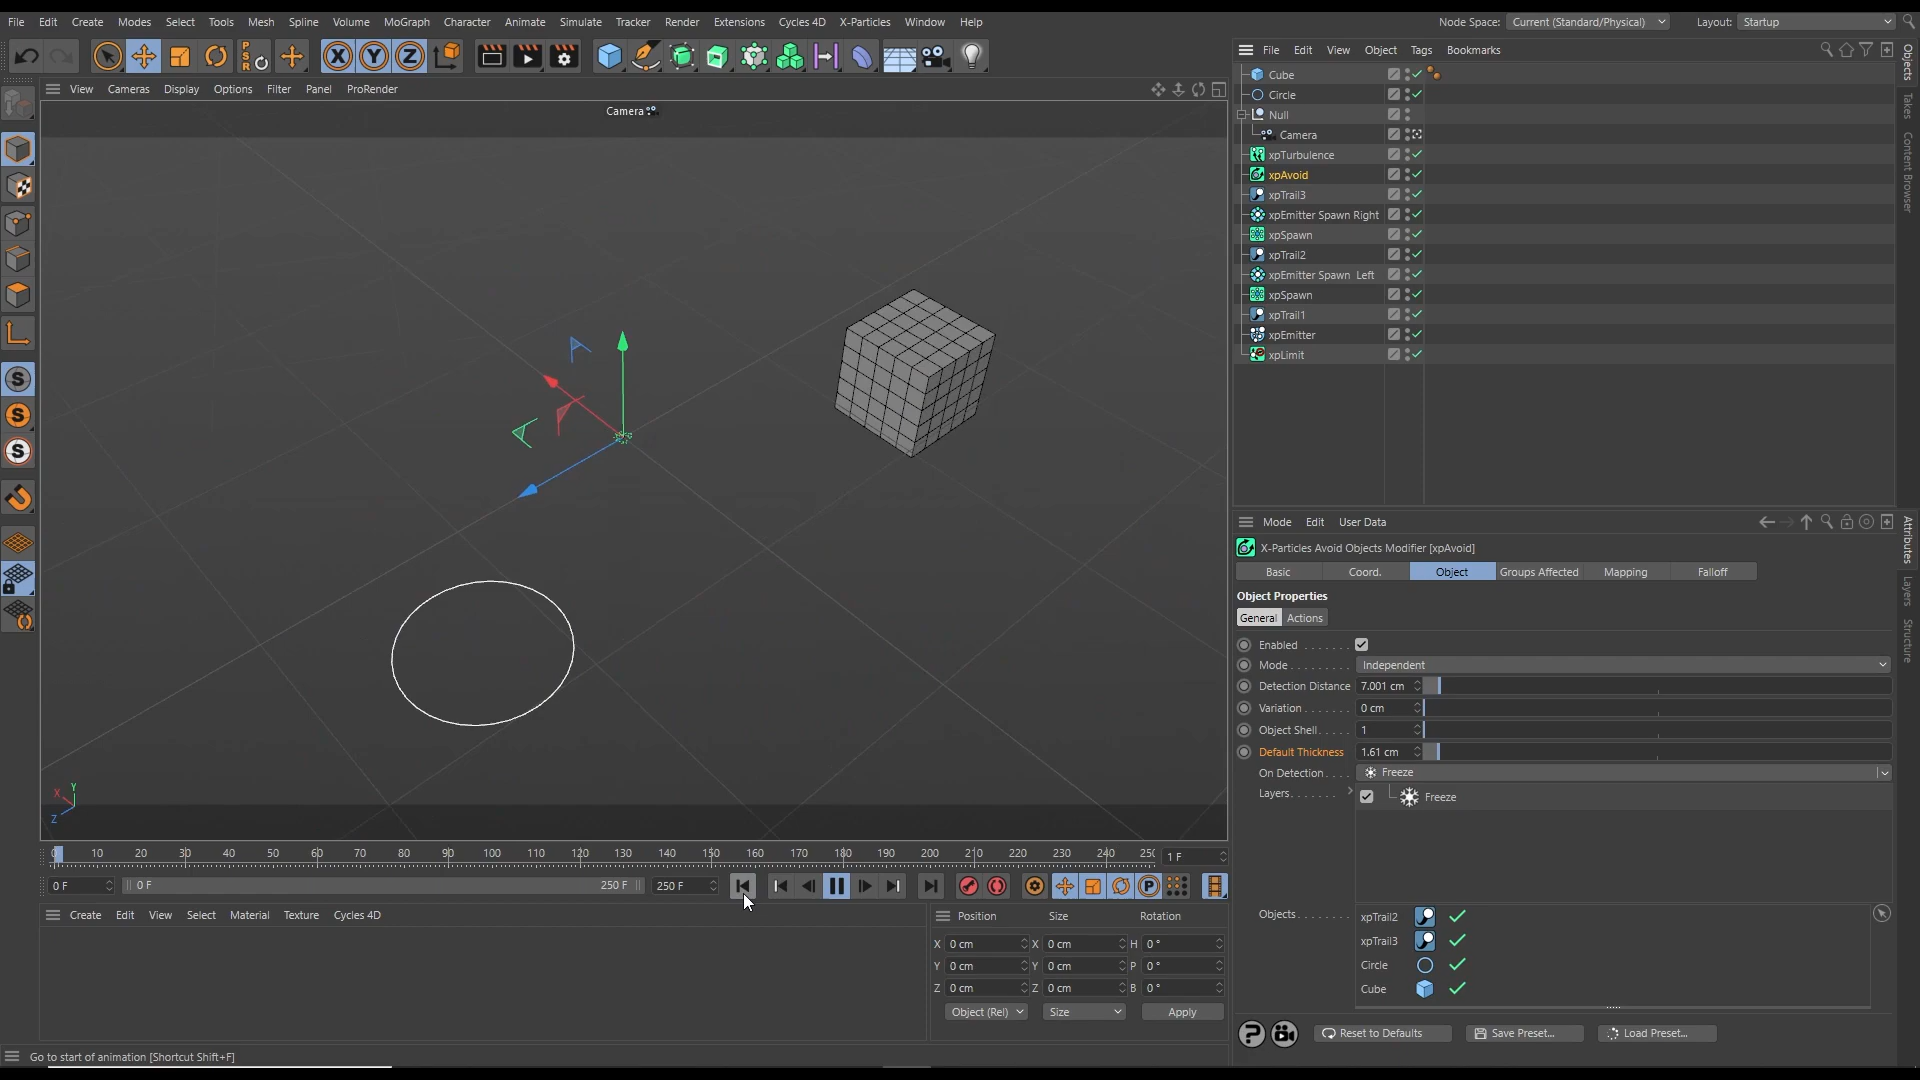 File Edit Create Modes Select Tools Mesh Spline Volume MoGraph Character Animate Simulate Tracker Render Extensions Cycles 4D X-Particles Window Help Node Space: Current (Standard/Physical) Layout: Startup
PSR X Y Z
File Edit View Object Tags Bookmarks
View Cameras Display Options Filter Panel ProRender
Camera
Cube
Circle
Null
Camera
xpTurbulence
xpAvoid
xpTrail3
xpEmitter Spawn Right
xpSpawn
xpTrail2
xpEmitter Spawn Left
xpSpawn
xpTrail1
xpEmitter
xpLimit
Objects
Takes
Content Browser
S
S
S
Mode Edit User Data
X-Particles Avoid Objects Modifier [xpAvoid]
Basic Coord. Object Groups Affected Mapping Falloff
Object Properties
General Actions
Enabled . . . . . . .
Mode . . . . . . . . . Independent
Detection Distance 7.001 cm
Variation . . . . . . . 0 cm
Object Shell . . . . . 1
Default Thickness 1.61 cm
On Detection . . . . Freeze
Layers . . . . . . . . Freeze
Objects . . . . . . . . xpTrail2
xpTrail3
Circle
Cube
Reset to Defaults Save Preset... Load Preset...
Attributes
Layers
Structure
X Y Z
0 10 20 30 40 50 60 70 80 90 100 110 120 130 140 150 160 170 180 190 200 210 220 230 240 250 1 F
0 F 0 F 250 F 250 F P
Create Edit View Select Material Texture Cycles 4D
Position Size Rotation
X 0 cm X 0 cm H 0 °
Y 0 cm Y 0 cm P 0 °
Z 0 cm Z 0 cm B 0 °
Object (Rel) Size Apply
Go to start of animation [Shortcut Shift+F]